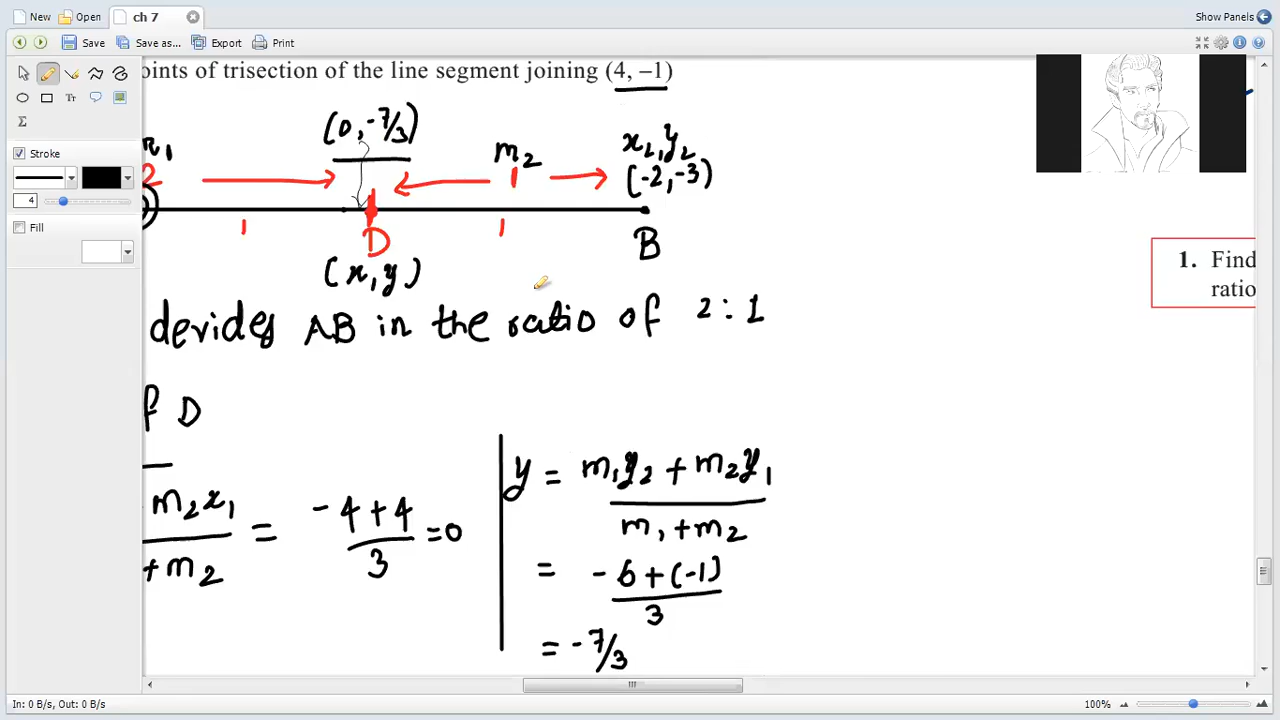 New Open ch 7 Show Panels
Save Save as... Export Print
oints of trisection of the line segment joining (4, –1)
Stroke
4
Fill
(0, -7/3)
m2
x2, y2
(-2, -3)
2
1
1
1
D
B
(x, y)
devides AB in the ratio of 2:1
f D
m2x1
+m2
= -4+4
3
=0
y = m1y2 + m2y1
m1+m2
= -6+(-1)
3
= -7/3
1. Find
ratio
In: 0 B/s, Out: 0 B/s
100%